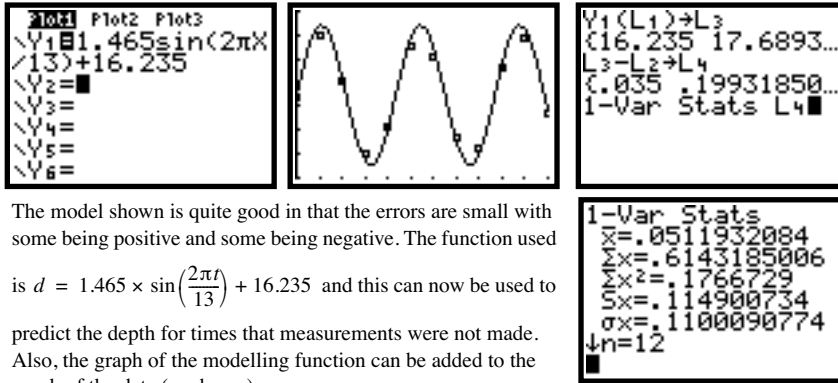 Plot1 Plot2 Plot3
\Y1=1.465sin(2πX
/13)+16.235
\Y2=
\Y3=
\Y4=
\Y5=
\Y6=
Y1(L1)→L3
{16.235 17.6893…
L3-L2→L4
{.035 .19931850…
1-Var Stats L4
The model shown is quite good in that the errors are small with
some being positive and some being negative. The function used
is d = 1.465 × sin(2πt/13) + 16.235 and this can now be used to
predict the depth for times that measurements were not made.
Also, the graph of the modelling function can be added to the
1-Var Stats
x̄=.0511932084
Σx=.6143185006
Σx²=.1766729
Sx=.114900734
σx=.1100090774
↓n=12